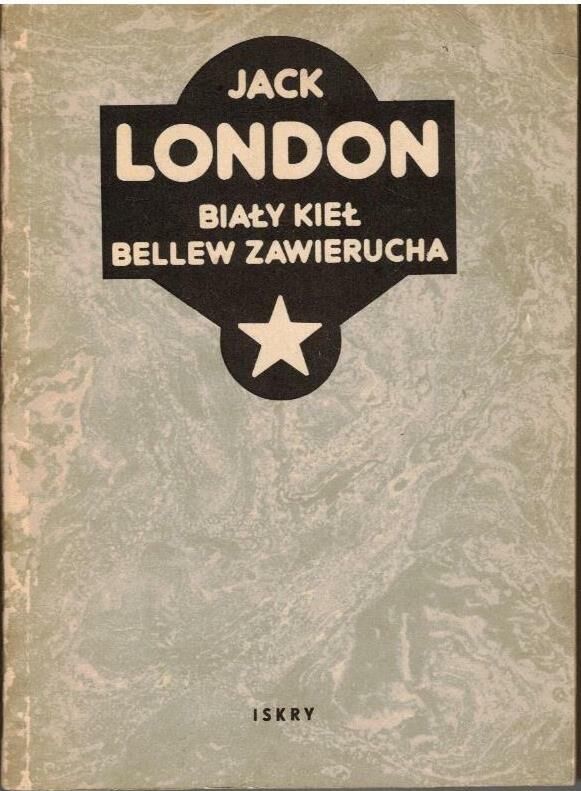 JACK
LONDON
BIAŁY KIEŁ
BELLEW ZAWIERUCHA
ISKRY